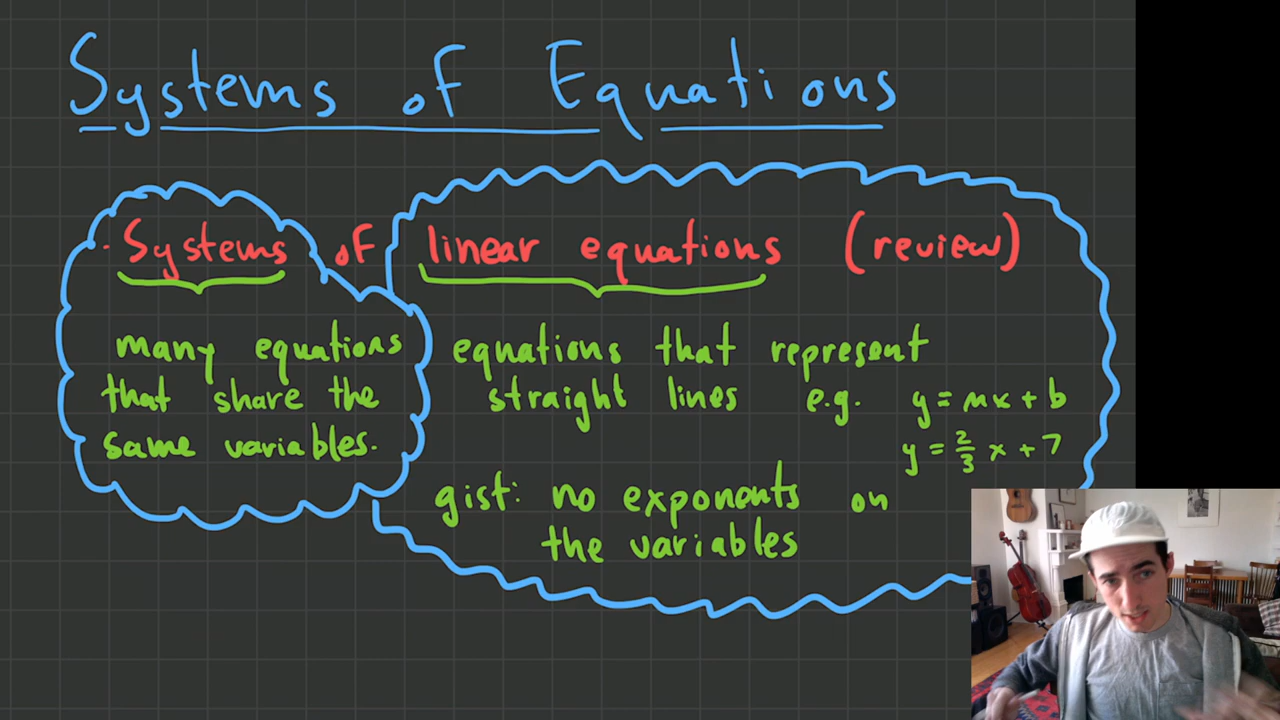 Systems of Equations
· Systems of linear equations (review)
many equations
that share the
same variables.
equations that represent
straight lines e.g. y = mx + b
y = 2/3 x + 7
gist: no exponents on
the variables